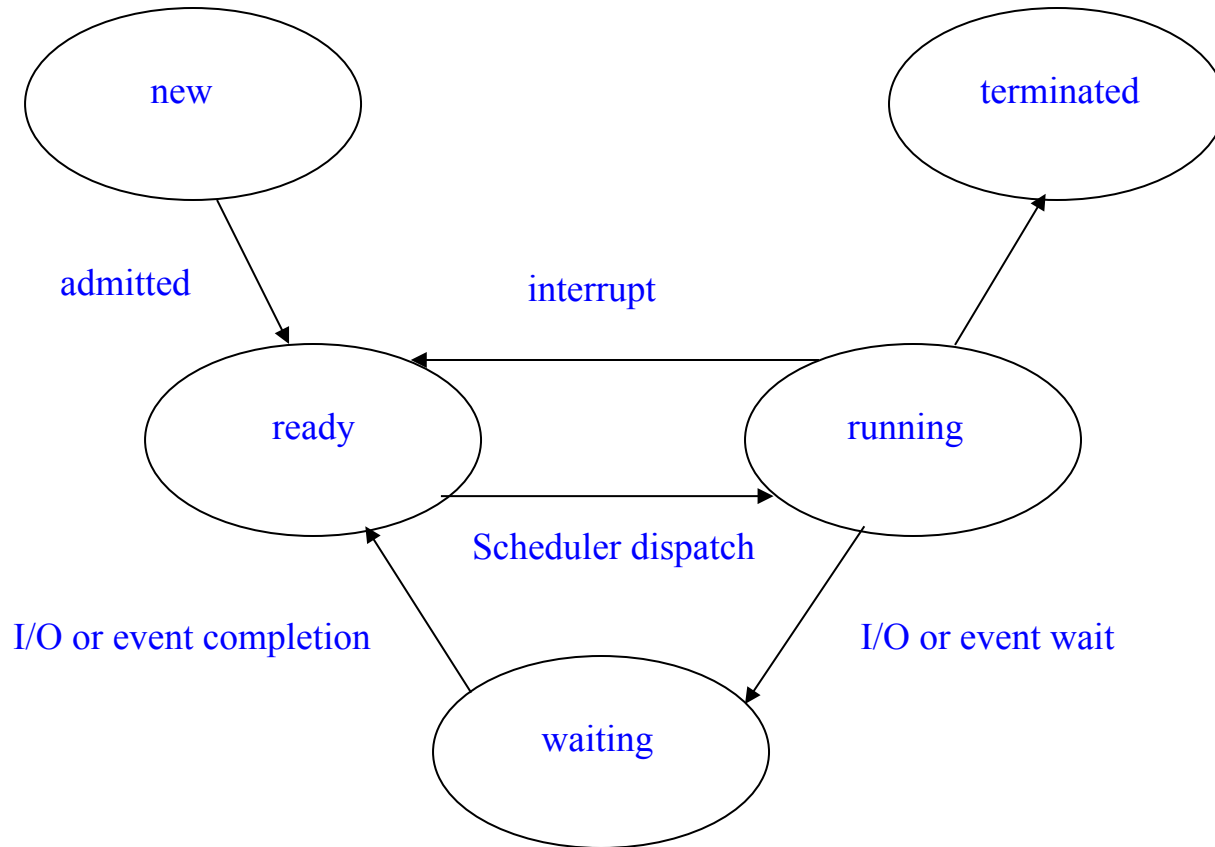 new
terminated
admitted
interrupt
ready
running
Scheduler dispatch
I/O or event completion
I/O or event wait
waiting